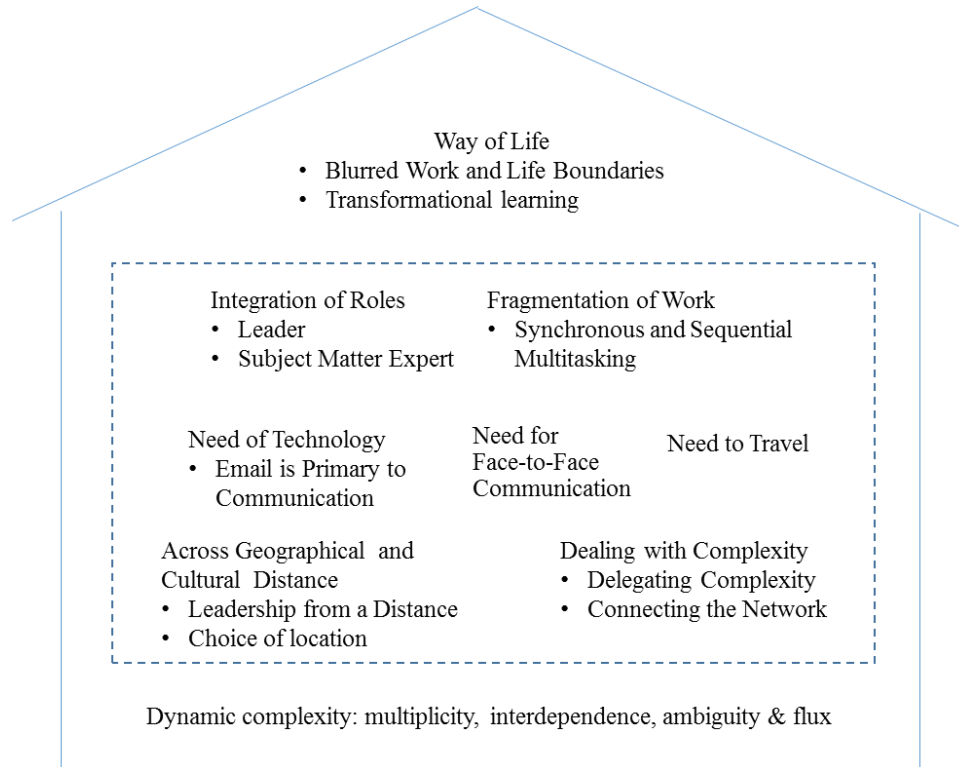 Way of Life
• Blurred Work and Life Boundaries
• Transformational learning
Integration of Roles
• Leader
• Subject Matter Expert
Fragmentation of Work
• Synchronous and Sequential
Multitasking
Need of Technology
• Email is Primary to
Communication
Need for
Face-to-Face
Communication
Need to Travel
Across Geographical and
Cultural Distance
• Leadership from a Distance
• Choice of location
Dealing with Complexity
• Delegating Complexity
• Connecting the Network
Dynamic complexity: multiplicity, interdependence, ambiguity & flux